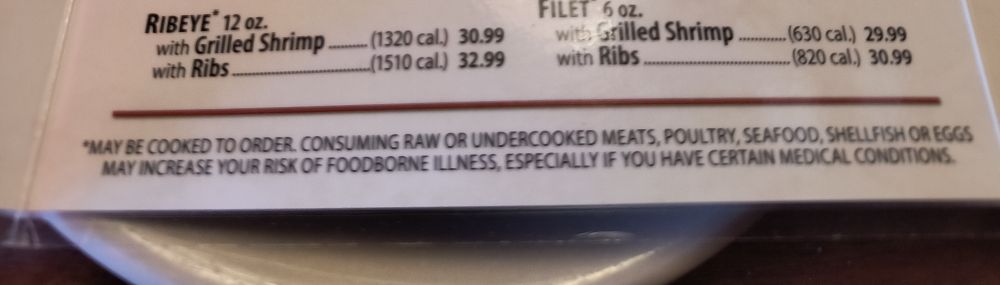 RIBEYE* 12 oz.
with Grilled Shrimp .......... (1320 cal.) 30.99
with Ribs ...................................(1510 cal.) 32.99
FILET* 6 oz.
with Grilled Shrimp ............ (630 cal.) 29.99
with Ribs ..................................... (820 cal.) 30.99
*MAY BE COOKED TO ORDER. CONSUMING RAW OR UNDERCOOKED MEATS, POULTRY, SEAFOOD, SHELLFISH OR EGGS
MAY INCREASE YOUR RISK OF FOODBORNE ILLNESS, ESPECIALLY IF YOU HAVE CERTAIN MEDICAL CONDITIONS.